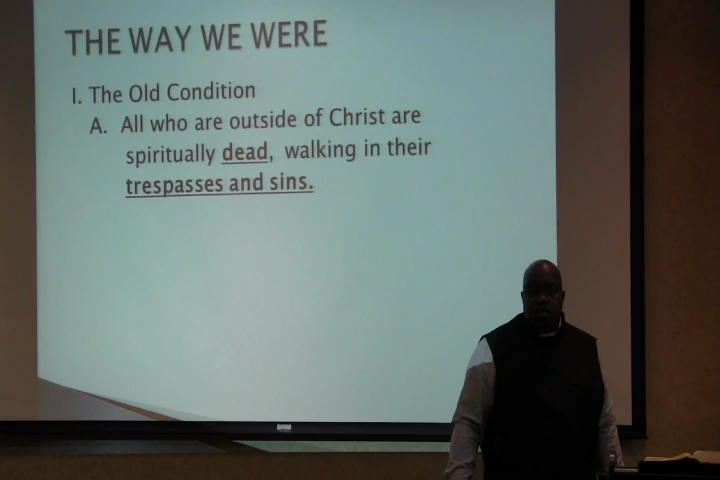 THE WAY WE WERE
I. The Old Condition
A. All who are outside of Christ are
spiritually dead, walking in their
trespasses and sins.